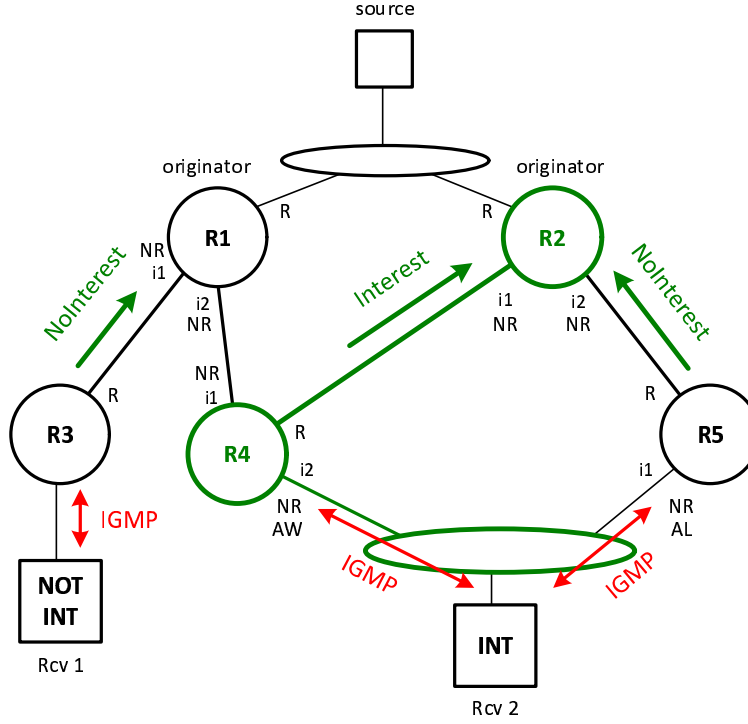 source
originator
originator
R
R
R1
R2
NR
i1
NoInterest
Interest
NoInterest
i2
NR
i1
NR
i2
NR
NR
i1
R
R
R
R3
R4
R5
i2
i1
NR
AW
NR
AL
IGMP
IGMP
IGMP
NOT
INT
INT
Rcv 1
Rcv 2